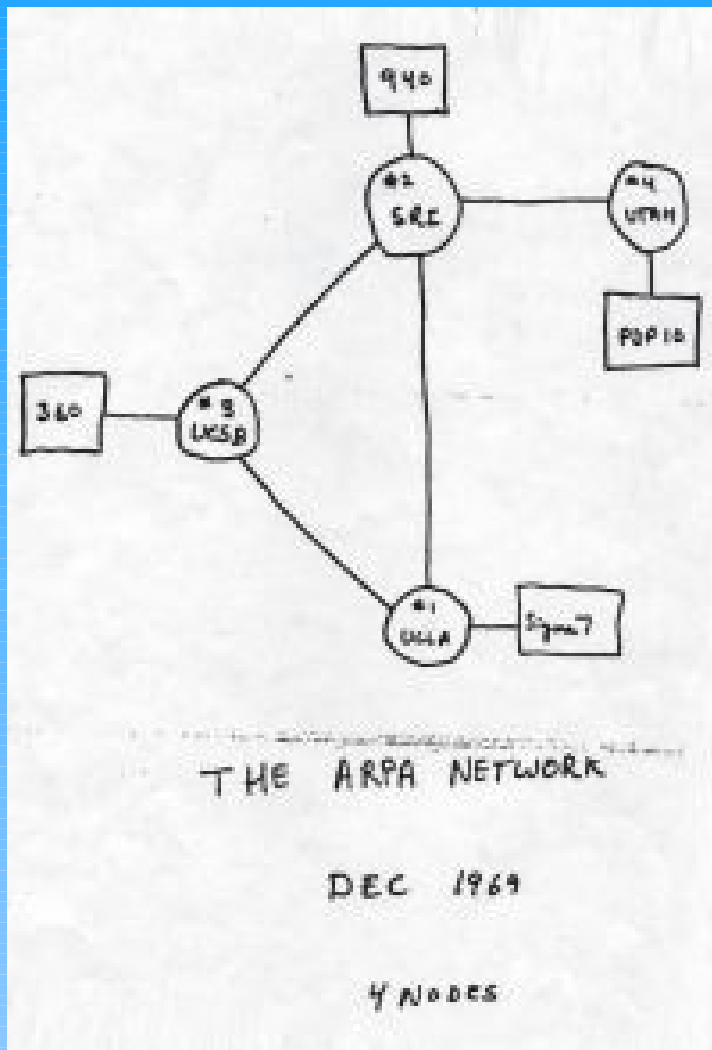 940
#2
SRI
#4
UTAH
PDP 10
360
#3
UCSB
#1
UCLA
Sigma 7
THE ARPA NETWORK
DEC 1969
4 NODES